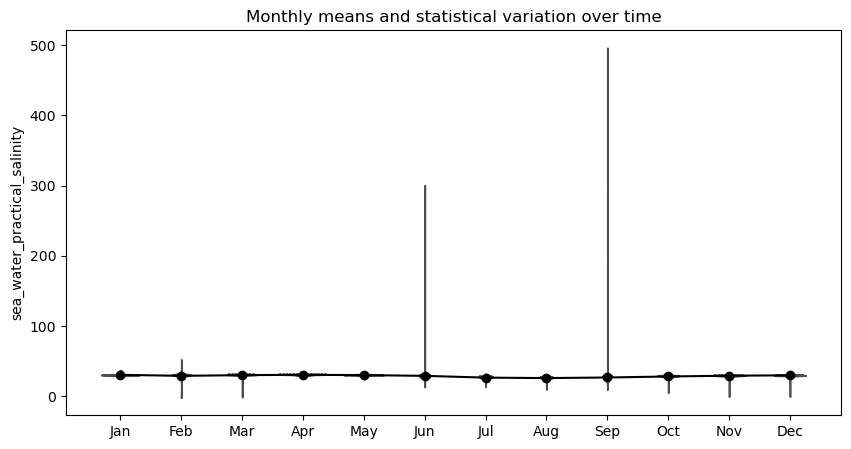 Monthly means and statistical variation over time
sea_water_practical_salinity
500
400
300
200
100
0
Jan Feb Mar Apr May Jun Jul Aug Sep Oct Nov Dec